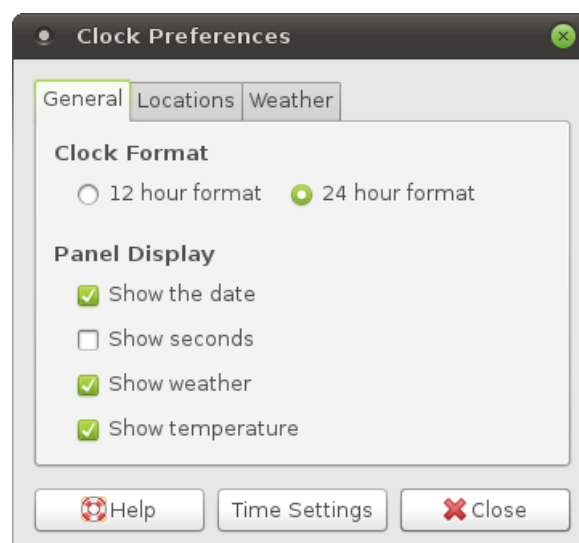 Clock Preferences
General Locations Weather
Clock Format
12 hour format 24 hour format
Panel Display
Show the date
Show seconds
Show weather
Show temperature
Help Time Settings Close